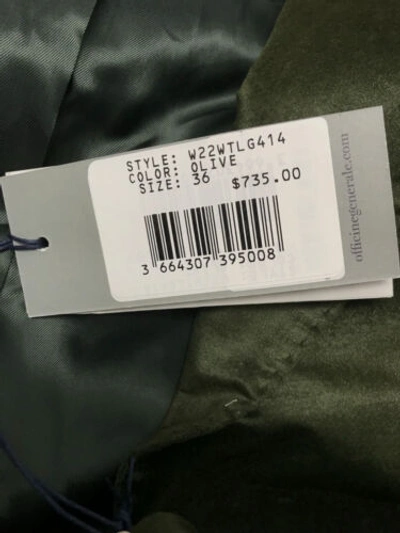 STYLE: W22WTLG414
COLOR: OLIVE
SIZE: 36 $735.00
3 664307 395008
officinegenerale.com